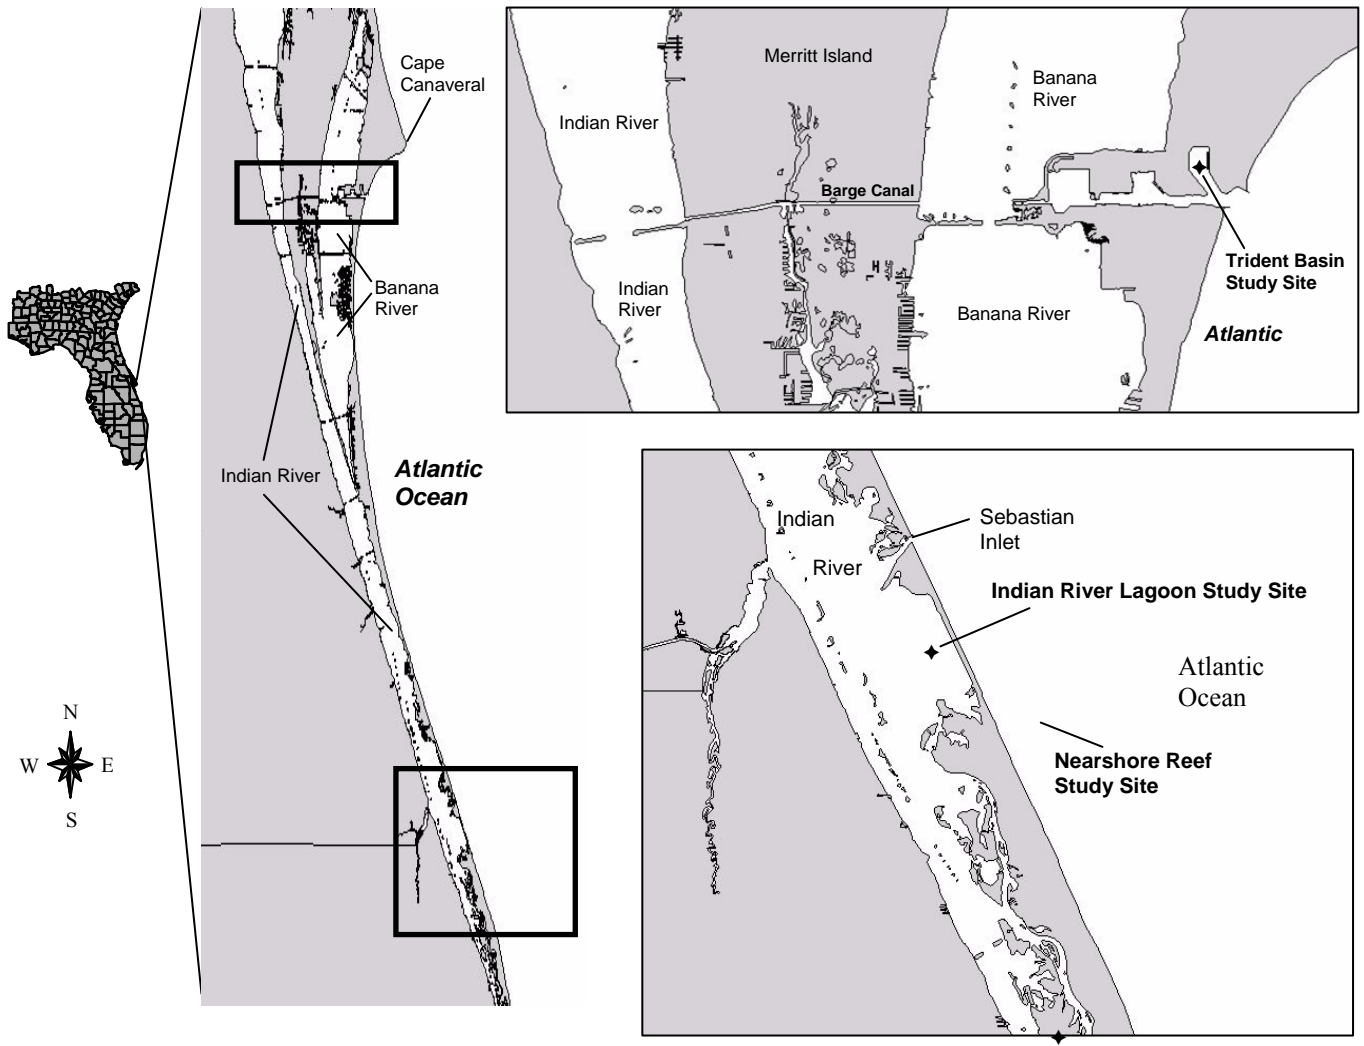 Cape
Canaveral
Banana
River
Indian River
Atlantic
Ocean
N
W
E
S
Merritt Island
Banana
River
Indian River
Barge Canal
Indian
River
Banana River
Trident Basin
Study Site
Atlantic
Indian
River
Sebastian
Inlet
Indian River Lagoon Study Site
Atlantic
Ocean
Nearshore Reef
Study Site